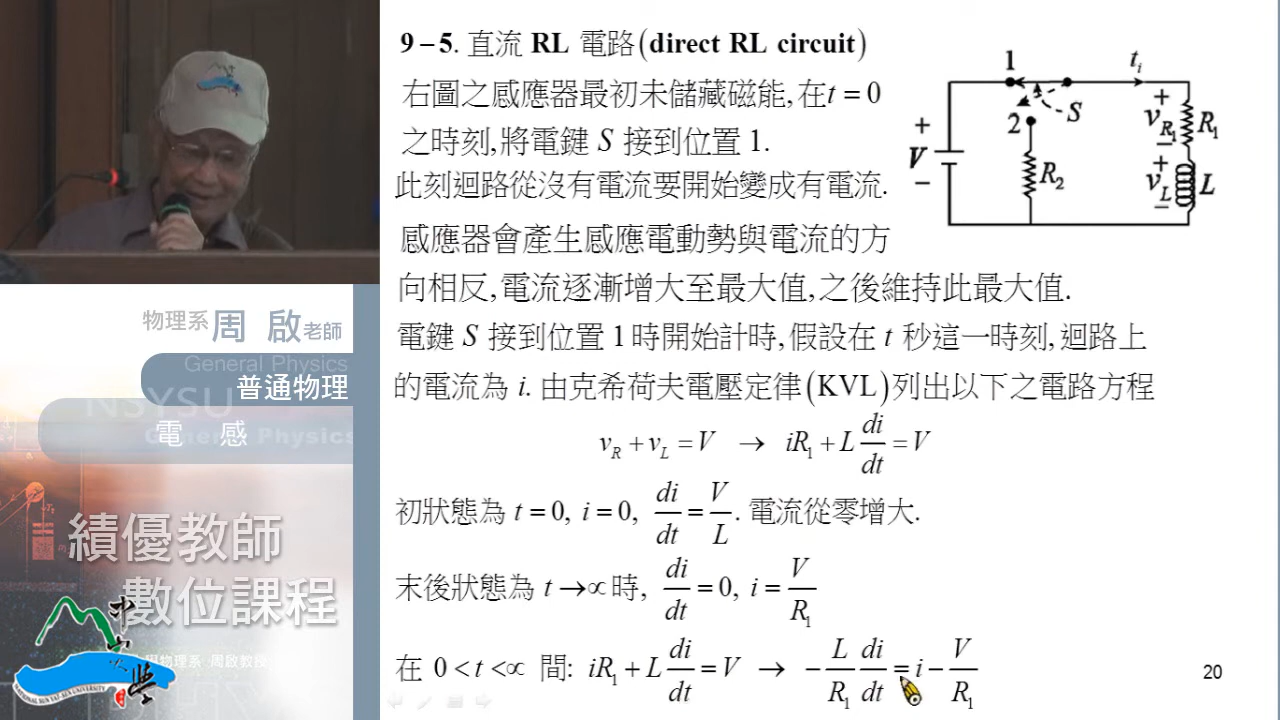 9－5. 直流 RL 電路(direct RL circuit)
右圖之感應器最初未儲藏磁能,在t = 0
之時刻,將電鍵 S 接到位置 1.
此刻迴路從沒有電流要開始變成有電流.
感應器會產生感應電動勢與電流的方
向相反,電流逐漸增大至最大值,之後維持此最大值.
電鍵 S 接到位置 1 時開始計時,假設在 t 秒這一時刻,迴路上
的電流為 i. 由克希荷夫電壓定律(KVL)列出以下之電路方程
v_R + v_L = V → iR_1 + L di/dt = V
初狀態為 t = 0, i = 0, di/dt = V/L. 電流從零增大.
末後狀態為 t → ∝ 時, di/dt = 0, i = V/R_1
在 0 < t < ∝ 間: iR_1 + L di/dt = V → − L/R_1 di/dt = i − V/R_1
1
t_i
2
S
+
V
−
R_2
+
v_R1
−
R_1
+
v_L
−
L
20
物理系 周 啟 老師
General Physics
普通物理
NSYSU
電 感
General Physics
績優教師
數位課程
學物理系 周啟教授